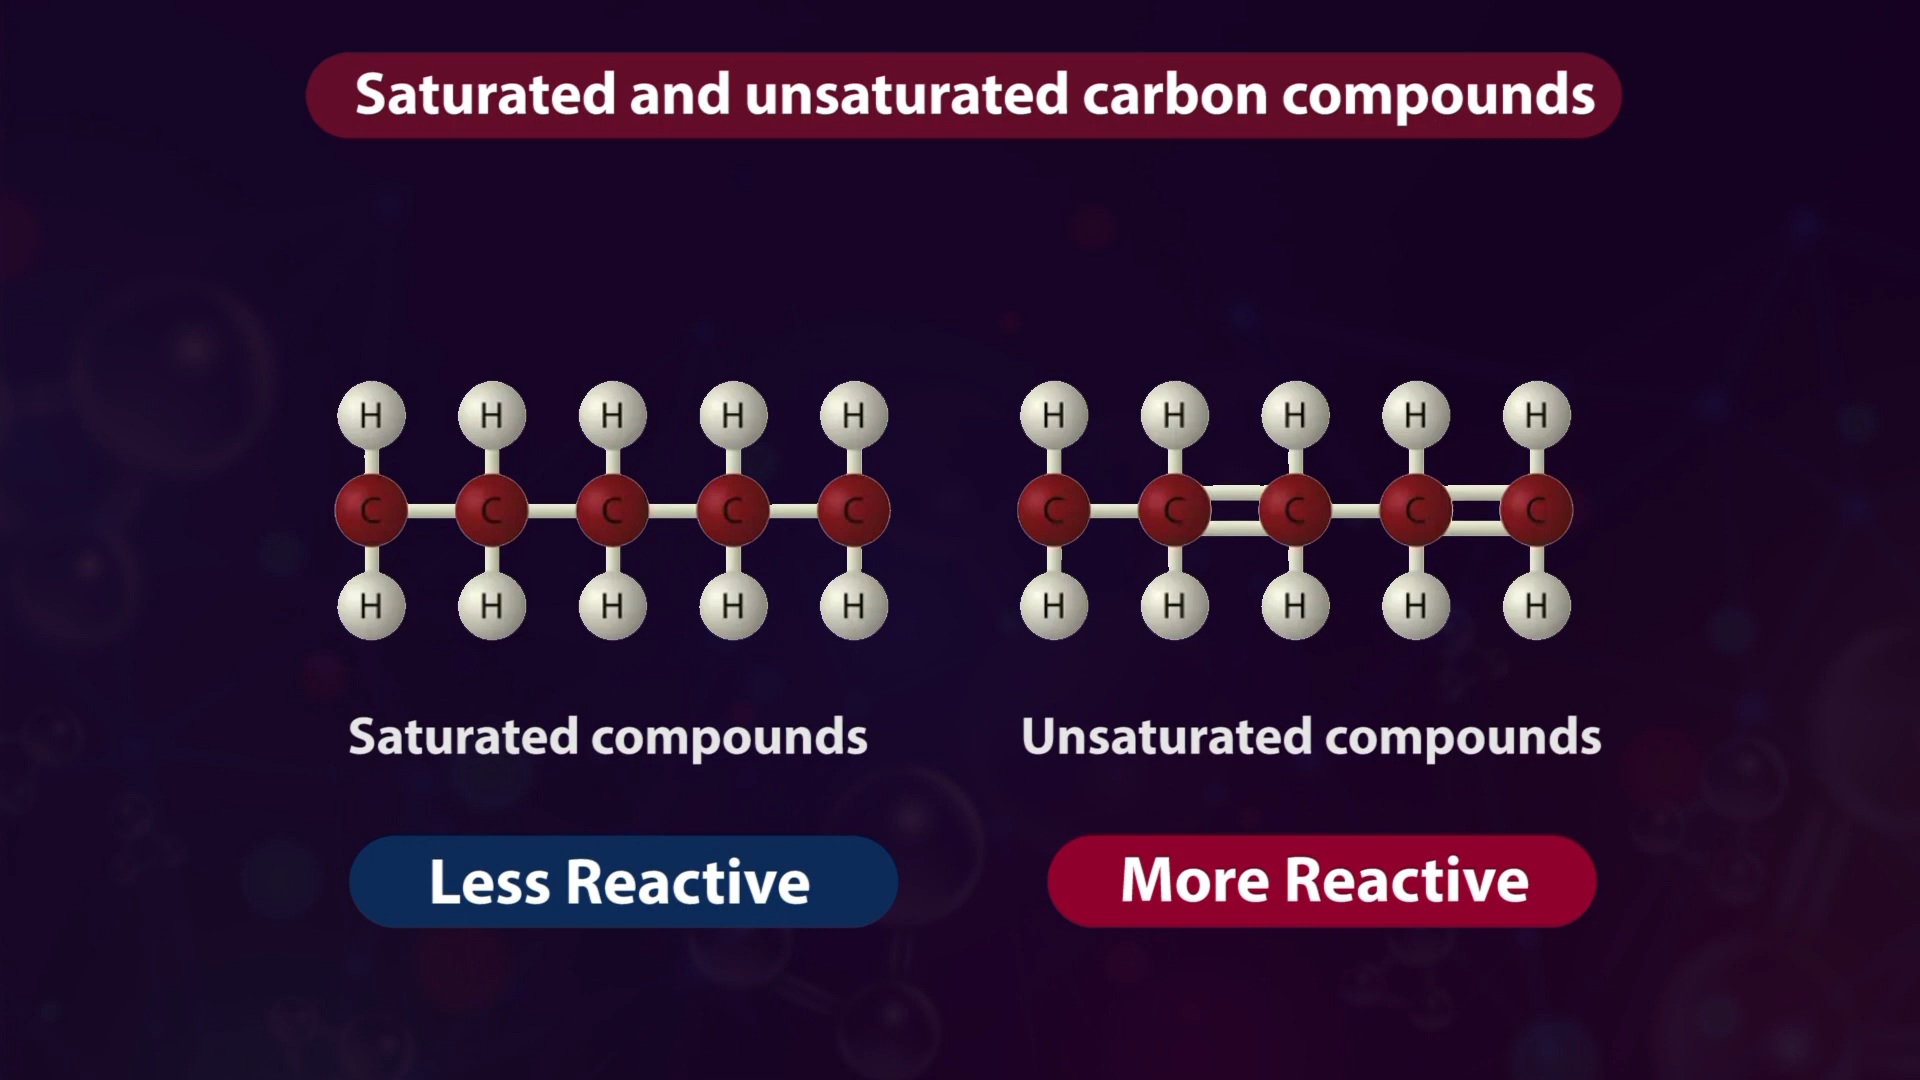 Saturated and unsaturated carbon compounds
H H H H H H H H H H
C C C C C C C C C C
H H H H H H H H H H
Saturated compounds Unsaturated compounds
Less Reactive More Reactive